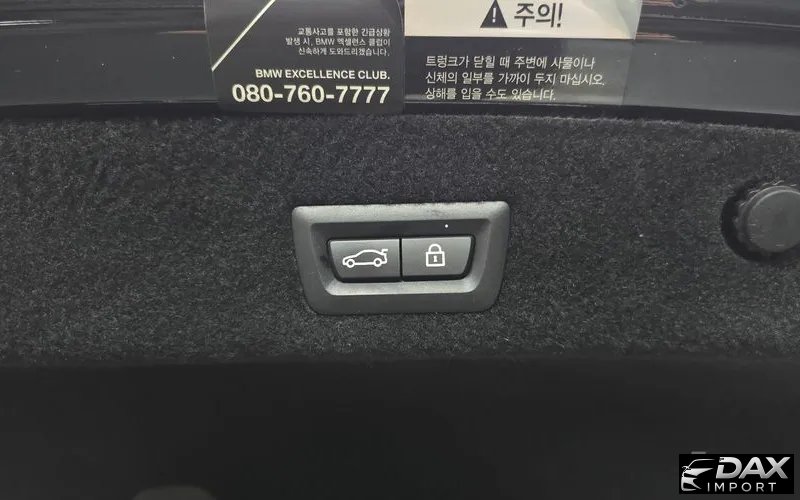 교통사고를 포함한 긴급상황
발생 시, BMW 엑셀런스 클럽이
신속하게 도와드리겠습니다.
BMW EXCELLENCE CLUB.
080-760-7777
주의!
트렁크가 닫힐 때 주변에 사물이나
신체의 일부를 가까이 두지 마십시오.
상해를 입을 수도 있습니다.
DAX
IMPORT